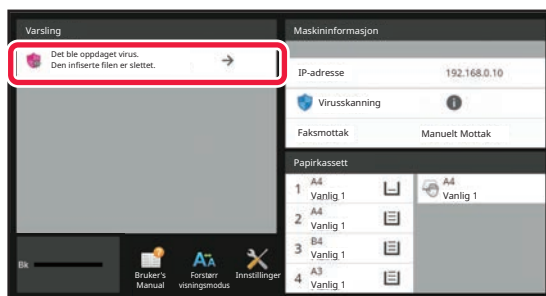 Varsling
Det ble oppdaget virus.
Den infiserte filen er slettet.
Maskininformasjon
IP-adresse 192.168.0.10
Virusskanning
Faksmottak Manuelt Mottak
Papirkassett
1 A4
Vanlig 1
A4
Vanlig 1
2 A4
Vanlig 1
3 B4
Vanlig 1
4 A3
Vanlig 1
Bk
Bruker's
Manual
Forstørr
visningsmodus
Innstillinger